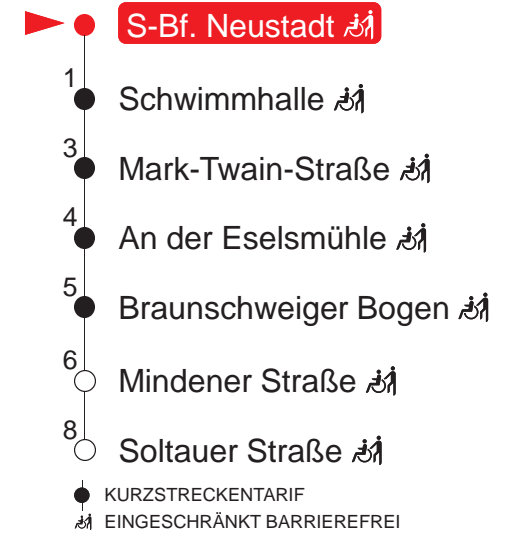 S-Bf. Neustadt
1
Schwimmhalle
3
Mark-Twain-Straße
4
An der Eselsmühle
5
Braunschweiger Bogen
6
Mindener Straße
8
Soltauer Straße
KURZSTRECKENTARIF
EINGESCHRÄNKT BARRIEREFREI